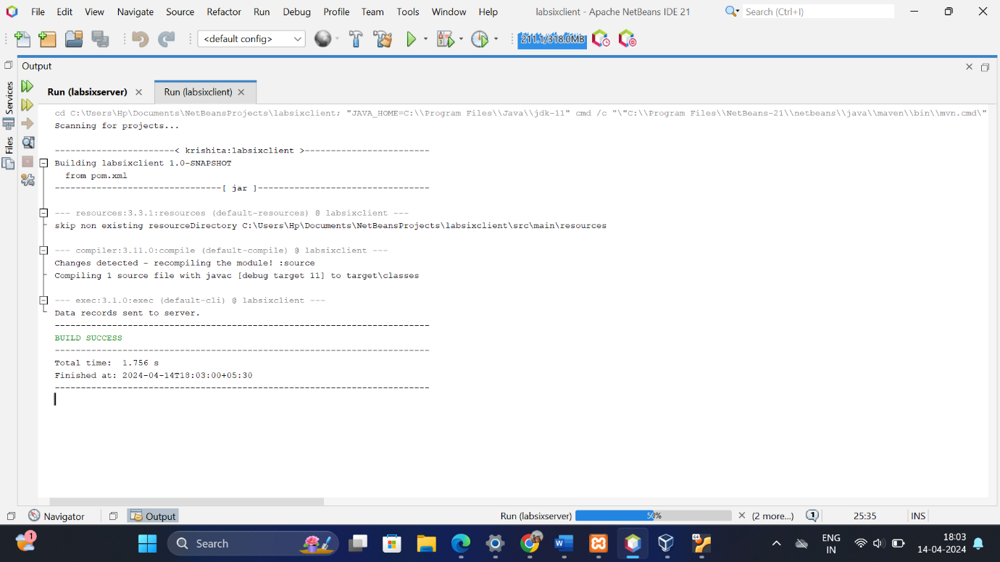 File Edit View Navigate Source Refactor Run Debug Profile Team Tools Window Help labsixclient - Apache NetBeans IDE 21 Search (Ctrl+I)
<default config> 211.1/318.0MB
Output
Services
Files
Run (labsixserver) Run (labsixclient)
cd C:\Users\Hp\Documents\NetBeansProjects\labsixclient; "JAVA_HOME=C:\\Program Files\\Java\\jdk-11" cmd /c "\"C:\\Program Files\\NetBeans-21\\netbeans\\java\\maven\\bin\\mvn.cmd\"
Scanning for projects...
-----------------------< krishita:labsixclient >------------------------
Building labsixclient 1.0-SNAPSHOT
from pom.xml
--------------------------------[ jar ]---------------------------------
--- resources:3.3.1:resources (default-resources) @ labsixclient ---
skip non existing resourceDirectory C:\Users\Hp\Documents\NetBeansProjects\labsixclient\src\main\resources
--- compiler:3.11.0:compile (default-compile) @ labsixclient ---
Changes detected - recompiling the module! :source
Compiling 1 source file with javac [debug target 11] to target\classes
--- exec:3.1.0:exec (default-cli) @ labsixclient ---
Data records sent to server.
------------------------------------------------------------------------
BUILD SUCCESS
------------------------------------------------------------------------
Total time:  1.756 s
Finished at: 2024-04-14T18:03:00+05:30
------------------------------------------------------------------------
Navigator Output Run (labsixserver) 50% (2 more...) 1 25:35 INS
1 Search 64 ENG IN 18:03
14-04-2024